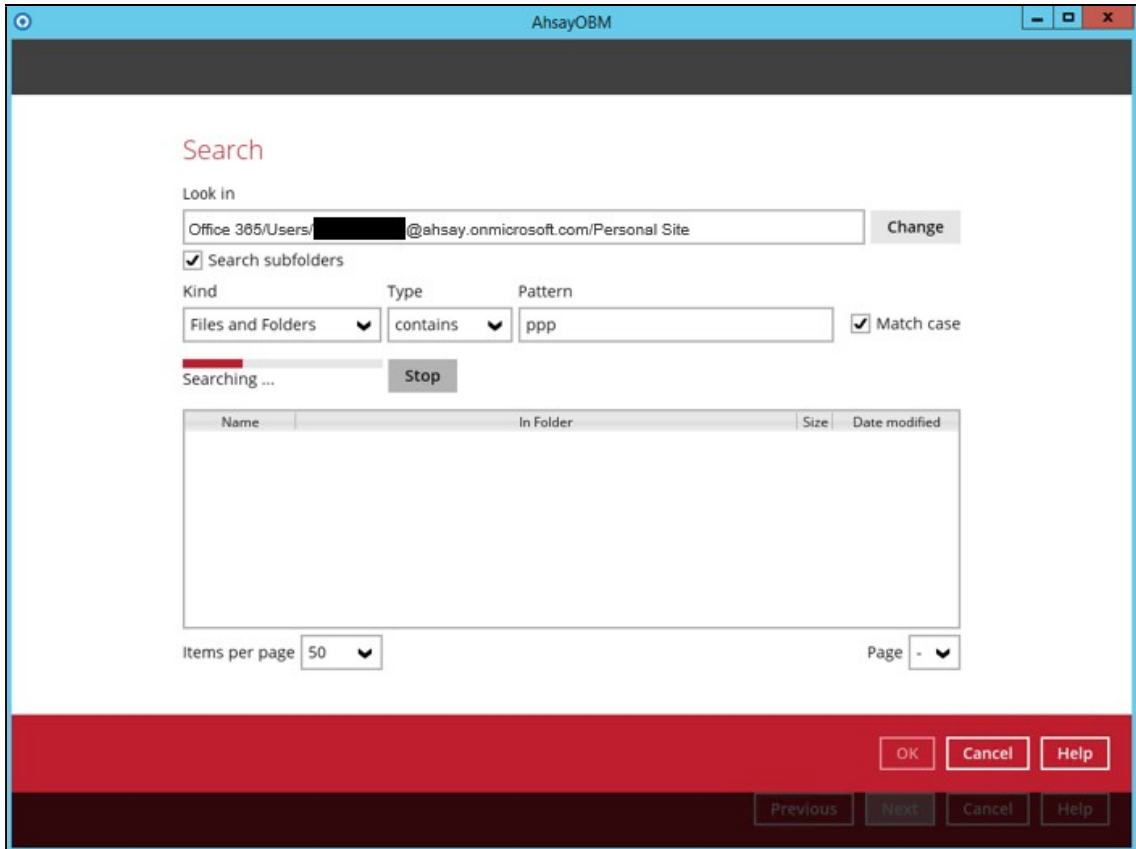 AhsayOBM
Search
Look in
Office 365/Users/ @ahsay.onmicrosoft.com/Personal Site Change
Search subfolders
Kind Type Pattern
Files and Folders contains ppp Match case
Searching ... Stop
Name In Folder Size Date modified
Items per page 50 Page -
OK Cancel Help
Previous Next Cancel Help